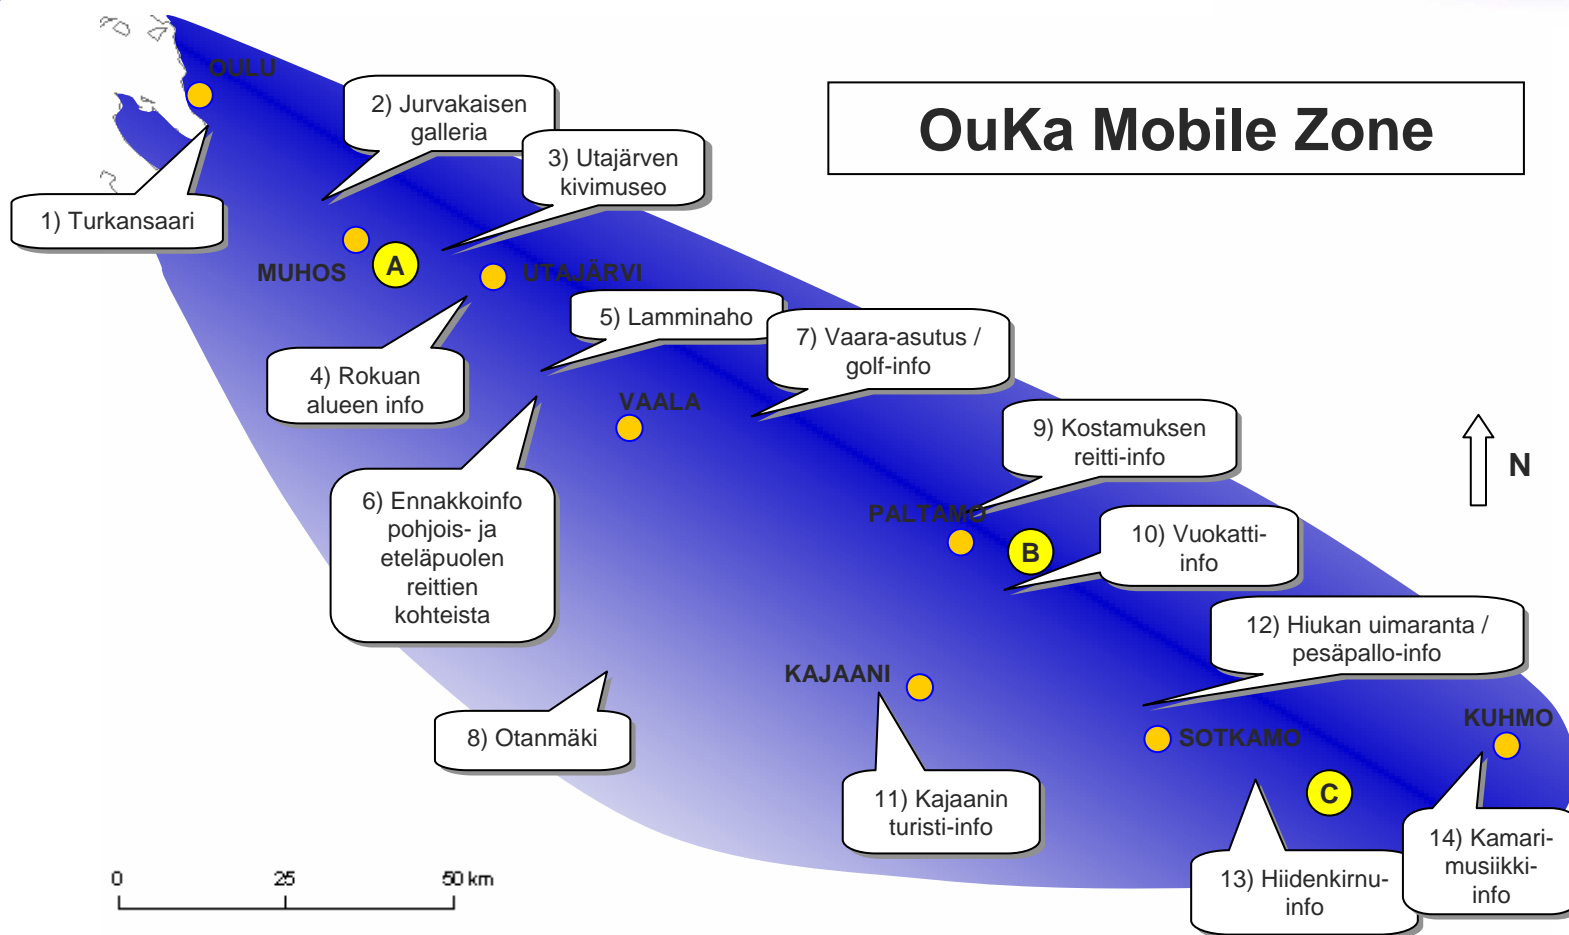 OuKa Mobile Zone
OULU
2) Jurvakaisen
galleria
3) Utajärven
kivimuseo
1) Turkansaari
MUHOS
A
UTAJÄRVI
5) Lamminaho
7) Vaara-asutus /
golf-info
4) Rokuan
alueen info
VAALA
9) Kostamuksen
reitti-info
N
6) Ennakkoinfo
pohjois- ja
eteläpuolen
reittien
kohteista
PALTAMO
B
10) Vuokatti-
info
12) Hiukan uimaranta /
pesäpallo-info
KAJAANI
8) Otanmäki
SOTKAMO
KUHMO
11) Kajaanin
turisti-info
C
13) Hiidenkirnu-
info
14) Kamari-
musiikki-
info
0 25 50 km